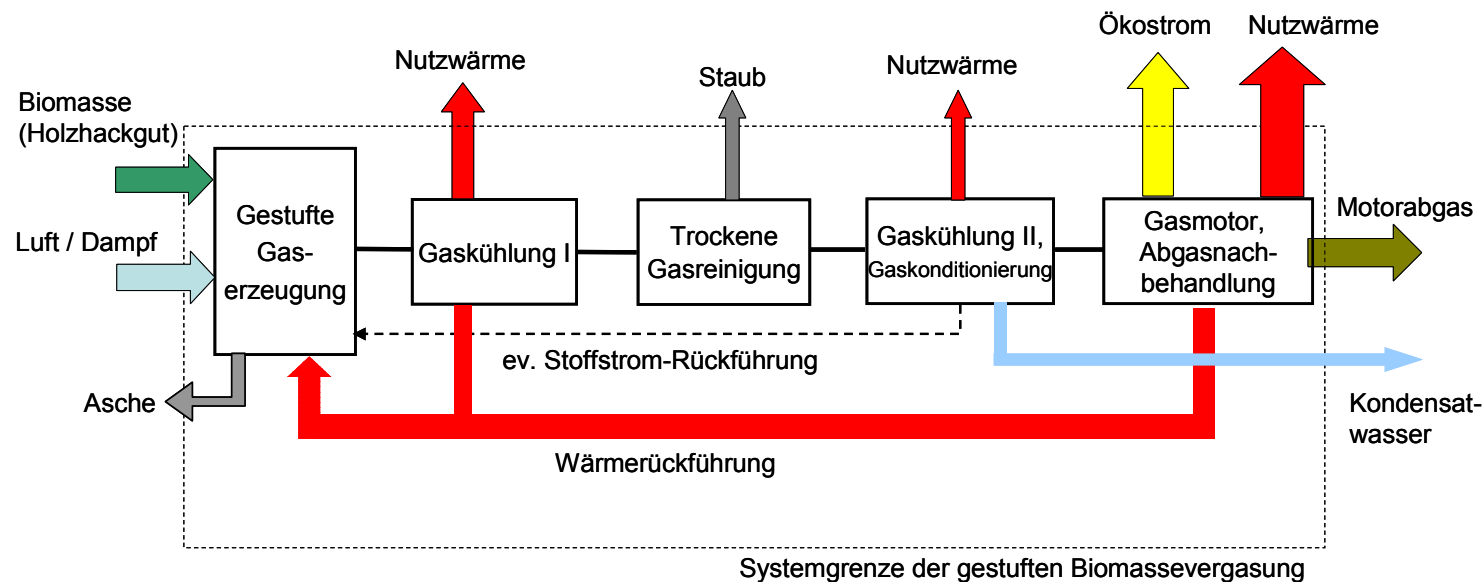 Ökostrom
Nutzwärme
Nutzwärme
Staub
Nutzwärme
Biomasse
(Holzhackgut)
Luft / Dampf
Gestufte
Gas-
erzeugung
Gaskühlung I
Trockene
Gasreinigung
Gaskühlung II,
Gaskonditionierung
Gasmotor,
Abgasnach-
behandlung
Motorabgas
ev. Stoffstrom-Rückführung
Asche
Kondensat-
wasser
Wärmerückführung
Systemgrenze der gestuften Biomassevergasung